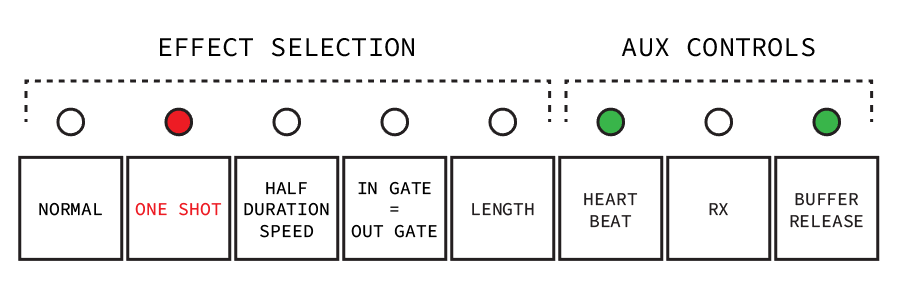 EFFECT SELECTION
AUX CONTROLS
NORMAL
ONE SHOT
HALF
DURATION
SPEED
IN GATE
=
OUT GATE
LENGTH
HEART
BEAT
RX
BUFFER
RELEASE